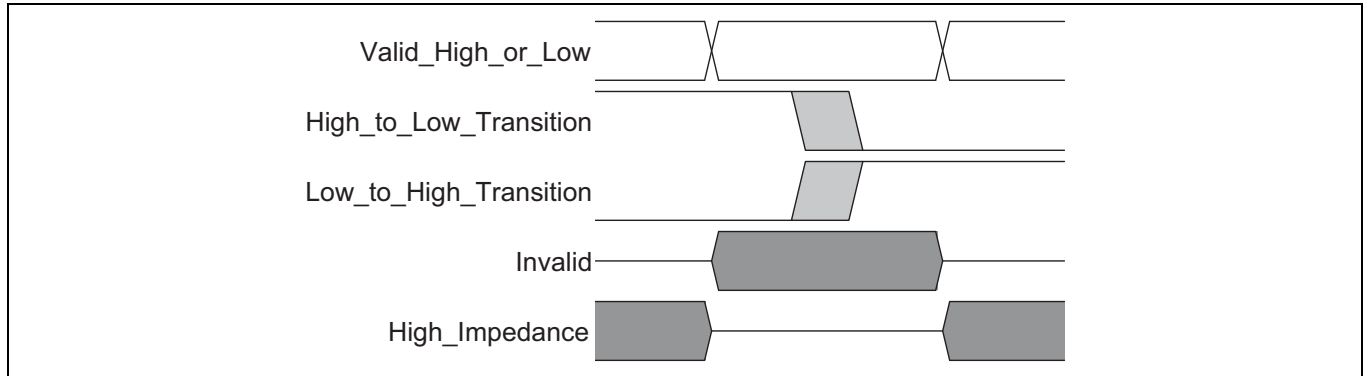 Valid_High_or_Low
High_to_Low_Transition
Low_to_High_Transition
Invalid
High_Impedance